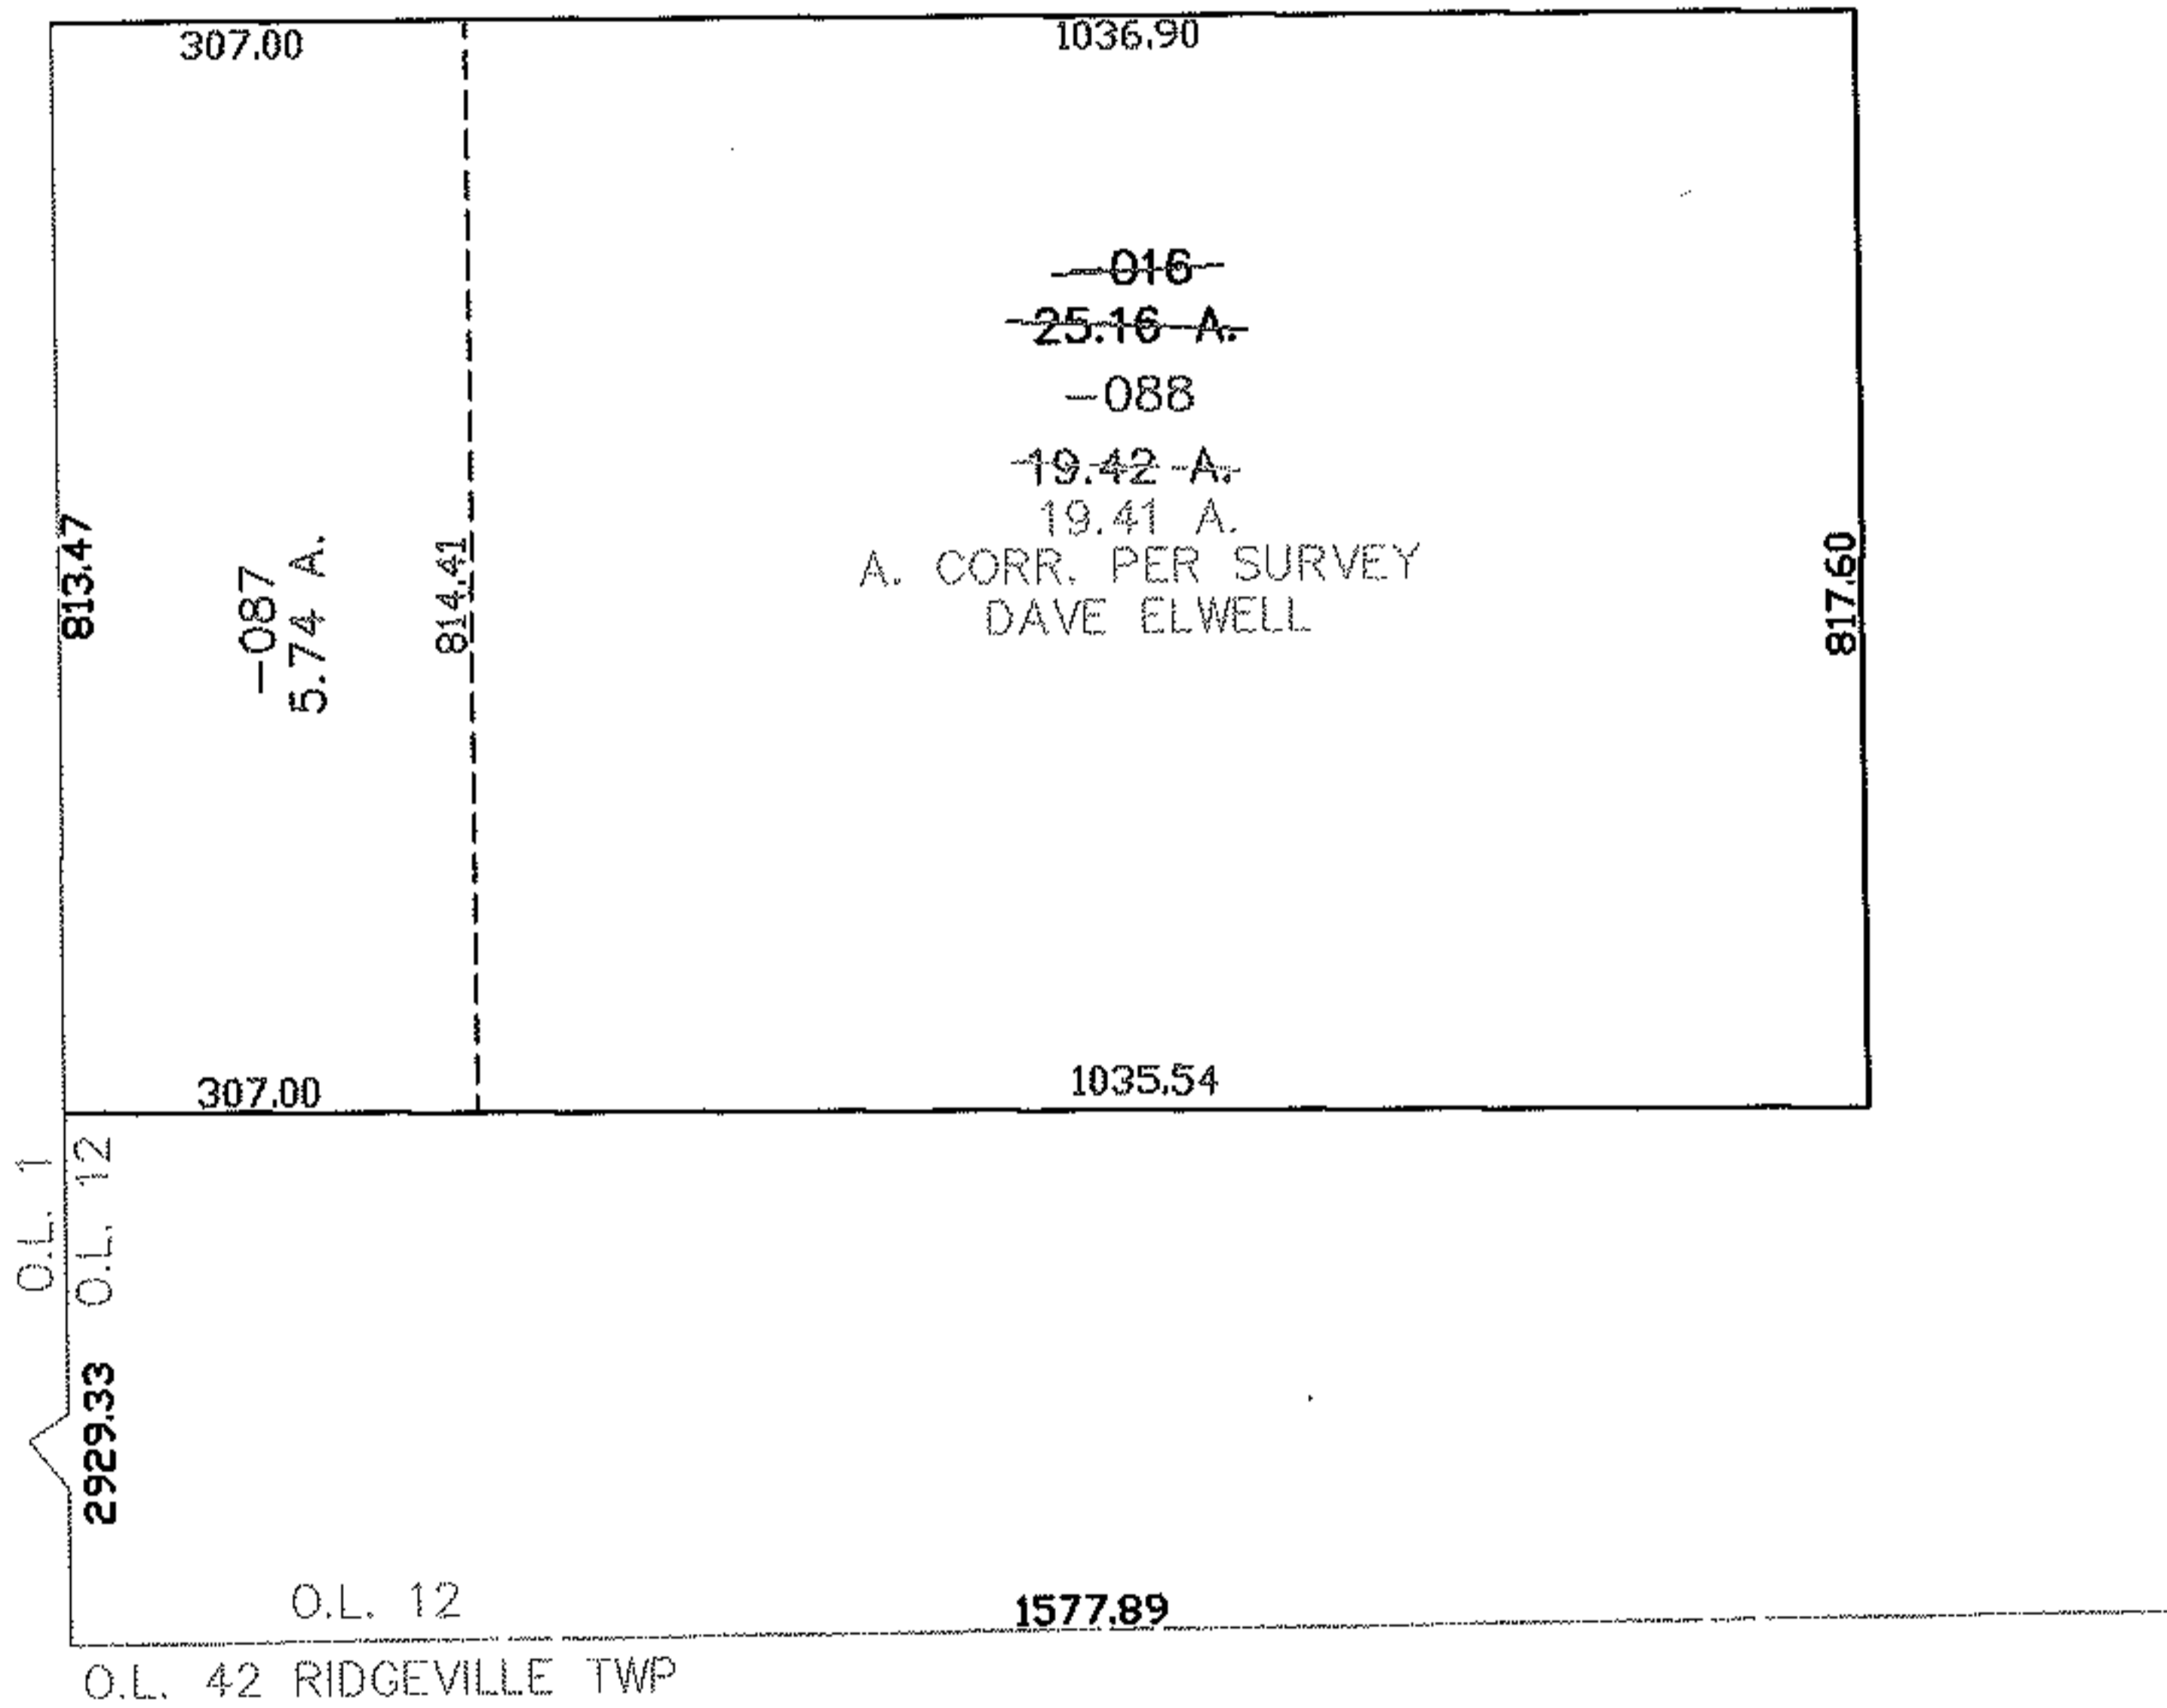 307.00
1036.90
-016
25.16 A.
-088
19.42 A.
19.41 A.
A. CORR. PER SURVEY
DAVE ELWELL
813.47
-087
5.74 A.
814.41
817.60
307.00
1035.54
O.L. 1
O.L. 12
2929.33
O.L. 12
1577.89
O.L. 42 RIDGEVILLE TWP